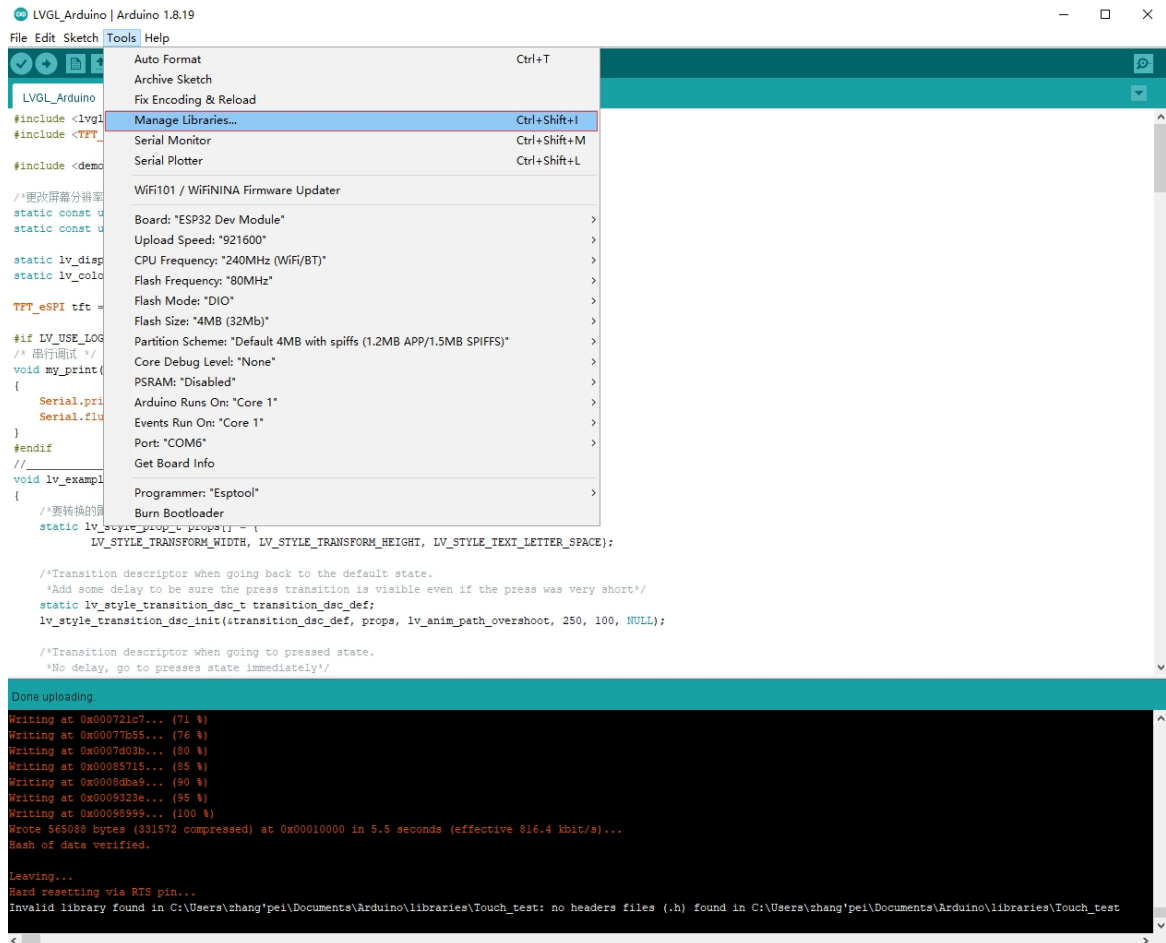 LVGL_Arduino | Arduino 1.8.19
File Edit Sketch Tools Help
LVGL_Arduino
Auto Format Ctrl+T
Archive Sketch
Fix Encoding & Reload
Manage Libraries... Ctrl+Shift+I
Serial Monitor Ctrl+Shift+M
Serial Plotter Ctrl+Shift+L
WiFi101 / WiFiNINA Firmware Updater
Board: "ESP32 Dev Module"
Upload Speed: "921600"
CPU Frequency: "240MHz (WiFi/BT)"
Flash Frequency: "80MHz"
Flash Mode: "DIO"
Flash Size: "4MB (32Mb)"
Partition Scheme: "Default 4MB with spiffs (1.2MB APP/1.5MB SPIFFS)"
Core Debug Level: "None"
PSRAM: "Disabled"
Arduino Runs On: "Core 1"
Events Run On: "Core 1"
Port: "COM6"
Get Board Info
Programmer: "Esptool"
Burn Bootloader
#include <lvgl
#include <TFT_
#include <demo
/*更改屏幕分辨率
static const u
static const u
static lv_disp
static lv_colo
TFT_eSPI tft =
#if LV_USE_LOG
/* 串行调试 */
void my_print(
{
Serial.pri
Serial.flu
}
#endif
//
void lv_exampl
{
/*要转换的属
static lv_style_prop_t props[] = {
LV_STYLE_TRANSFORM_WIDTH, LV_STYLE_TRANSFORM_HEIGHT, LV_STYLE_TEXT_LETTER_SPACE};
/*Transition descriptor when going back to the default state.
*Add some delay to be sure the press transition is visible even if the press was very short*/
static lv_style_transition_dsc_t transition_dsc_def;
lv_style_transition_dsc_init(&transition_dsc_def, props, lv_anim_path_overshoot, 250, 100, NULL);
/*Transition descriptor when going to pressed state.
*No delay, go to presses state immediately*/
Done uploading.
Writing at 0x000721c7... (71 %)
Writing at 0x00077b55... (76 %)
Writing at 0x0007d03b... (80 %)
Writing at 0x00085715... (85 %)
Writing at 0x0008dba9... (90 %)
Writing at 0x0009323e... (95 %)
Writing at 0x00098999... (100 %)
Wrote 565088 bytes (331572 compressed) at 0x00010000 in 5.5 seconds (effective 816.4 kbit/s)...
Hash of data verified.
Leaving...
Hard resetting via RTS pin...
Invalid library found in C:\Users\zhang'pei\Documents\Arduino\libraries\Touch_test: no headers files (.h) found in C:\Users\zhang'pei\Documents\Arduino\libraries\Touch_test